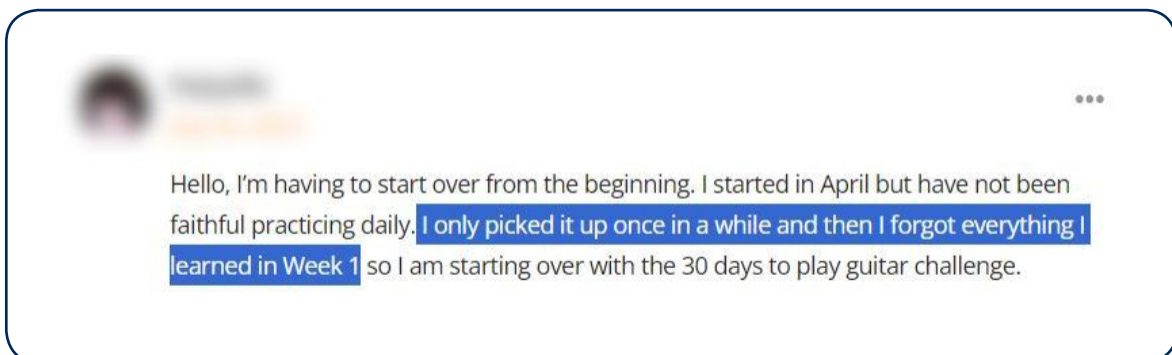 Hello, I'm having to start over from the beginning. I started in April but have not been
faithful practicing daily. I only picked it up once in a while and then I forgot everything I
learned in Week 1 so I am starting over with the 30 days to play guitar challenge.